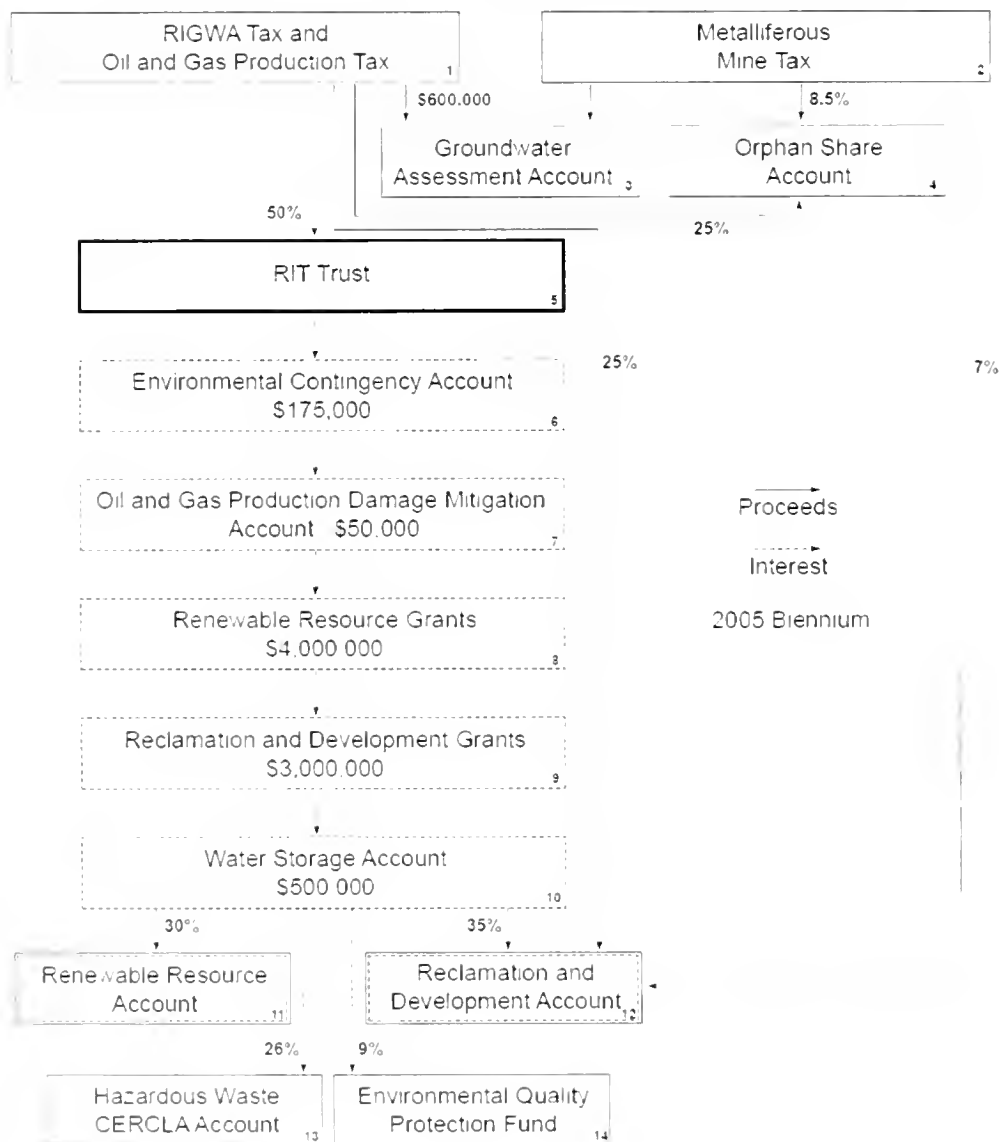 RIGWA Tax and
Oil and Gas Production Tax
1
Metalliferous
Mine Tax
2
$600.000
8.5%
Groundwater
Assessment Account
3
Orphan Share
Account
4
50%
25%
RIT Trust
5
25%
7%
Environmental Contingency Account
$175,000
6
Oil and Gas Production Damage Mitigation
Account $50.000
7
Proceeds
Interest
2005 Biennium
Renewable Resource Grants
$4,000 000
8
Reclamation and Development Grants
$3,000,000
9
Water Storage Account
$500 000
10
30%
35%
Renewable Resource
Account
11
Reclamation and
Development Account
12
26%
9%
Hazardous Waste
CERCLA Account
13
Environmental Quality
Protection Fund
14